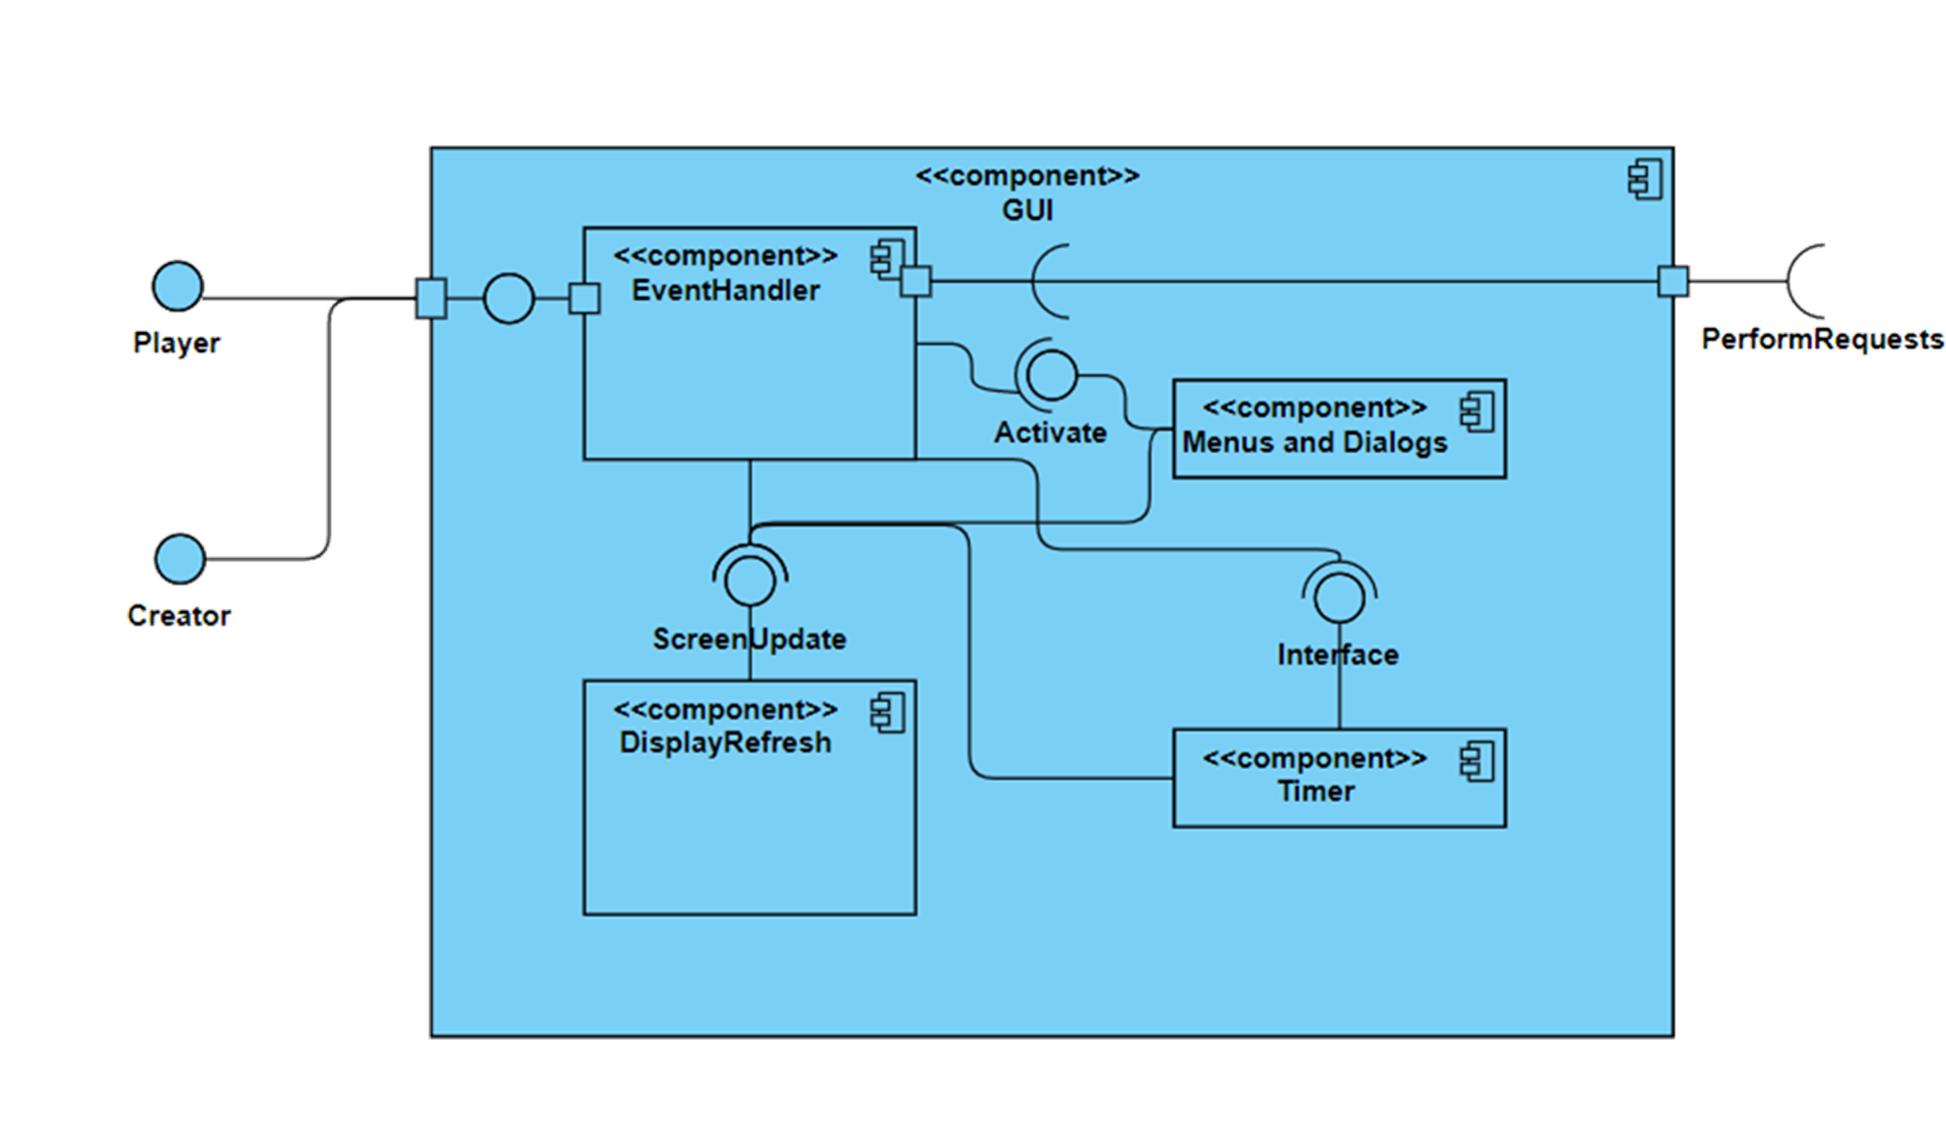 <<component>>
GUI
<<component>>
EventHandler
Player
PerformRequests
Activate
<<component>>
Menus and Dialogs
Creator
ScreenUpdate
Interface
<<component>>
DisplayRefresh
<<component>>
Timer